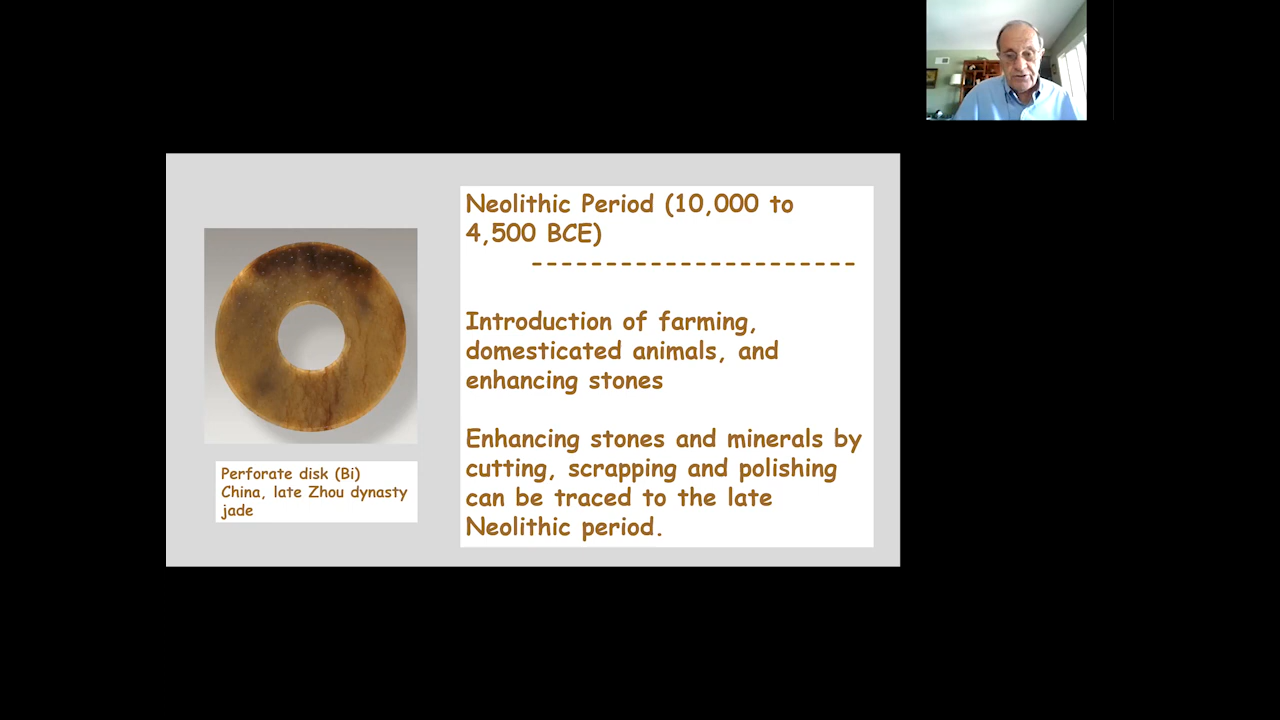 Neolithic Period (10,000 to
4,500 BCE)
----------------------
Introduction of farming,
domesticated animals, and
enhancing stones
Enhancing stones and minerals by
cutting, scrapping and polishing
can be traced to the late
Neolithic period.
Perforate disk (Bi)
China, late Zhou dynasty
jade